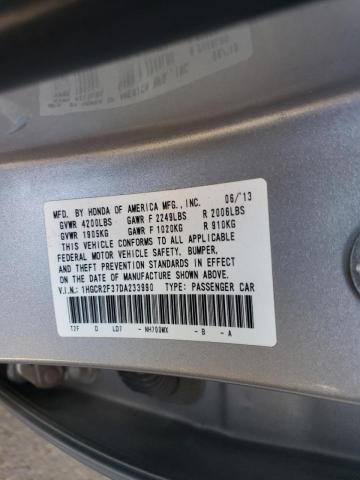 MFD. BY HONDA OF AMERICA MFG., INC. 06/'13
GVWR 4200LBS GAWR F 2249LBS R 2006LBS
GVWR 1905KG GAWR F 1020KG R 910KG
THIS VEHICLE CONFORMS TO ALL APPLICABLE
FEDERAL MOTOR VEHICLE SAFETY, BUMPER,
AND THEFT PREVENTION STANDARDS IN EFFECT
ON THE DATE OF MANUFACTURE SHOWN ABOVE.
V.I.N.: 1HGCR2F37DA233990 TYPE: PASSENGER CAR
T2F D LD7 - NH700MX - B - A